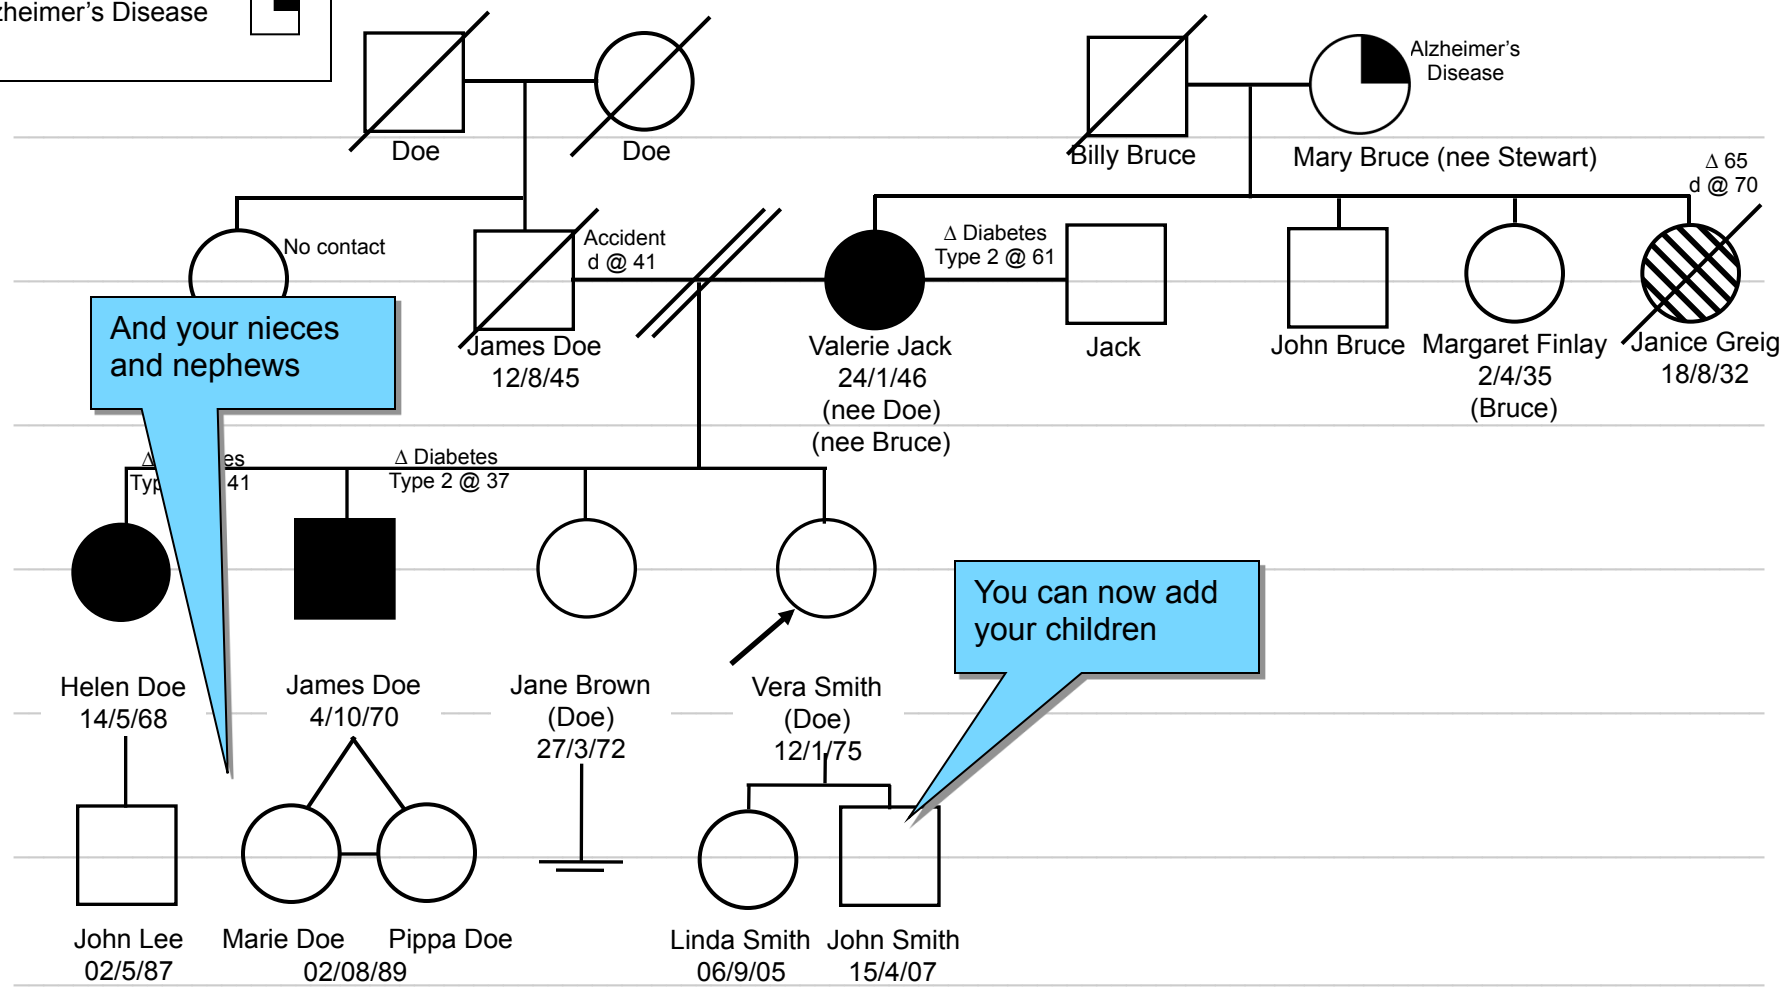 Alzheimer's
Disease
Doe
Doe
Billy Bruce
Mary Bruce (nee Stewart)
Δ 65
d @ 70
No contact
Accident
d @ 41
Δ Diabetes
Type 2 @ 61
James Doe
12/8/45
Valerie Jack
24/1/46
(nee Doe)
(nee Bruce)
Jack
John Bruce
Margaret Finlay
2/4/35
(Bruce)
Janice Greig
18/8/32
And your nieces
and nephews
Δ
41
Δ Diabetes
Type 2 @ 37
You can now add
your children
Helen Doe
14/5/68
James Doe
4/10/70
Jane Brown
(Doe)
27/3/72
Vera Smith
(Doe)
12/1/75
John Lee
02/5/87
Marie Doe
Pippa Doe
02/08/89
Linda Smith
06/9/05
John Smith
15/4/07